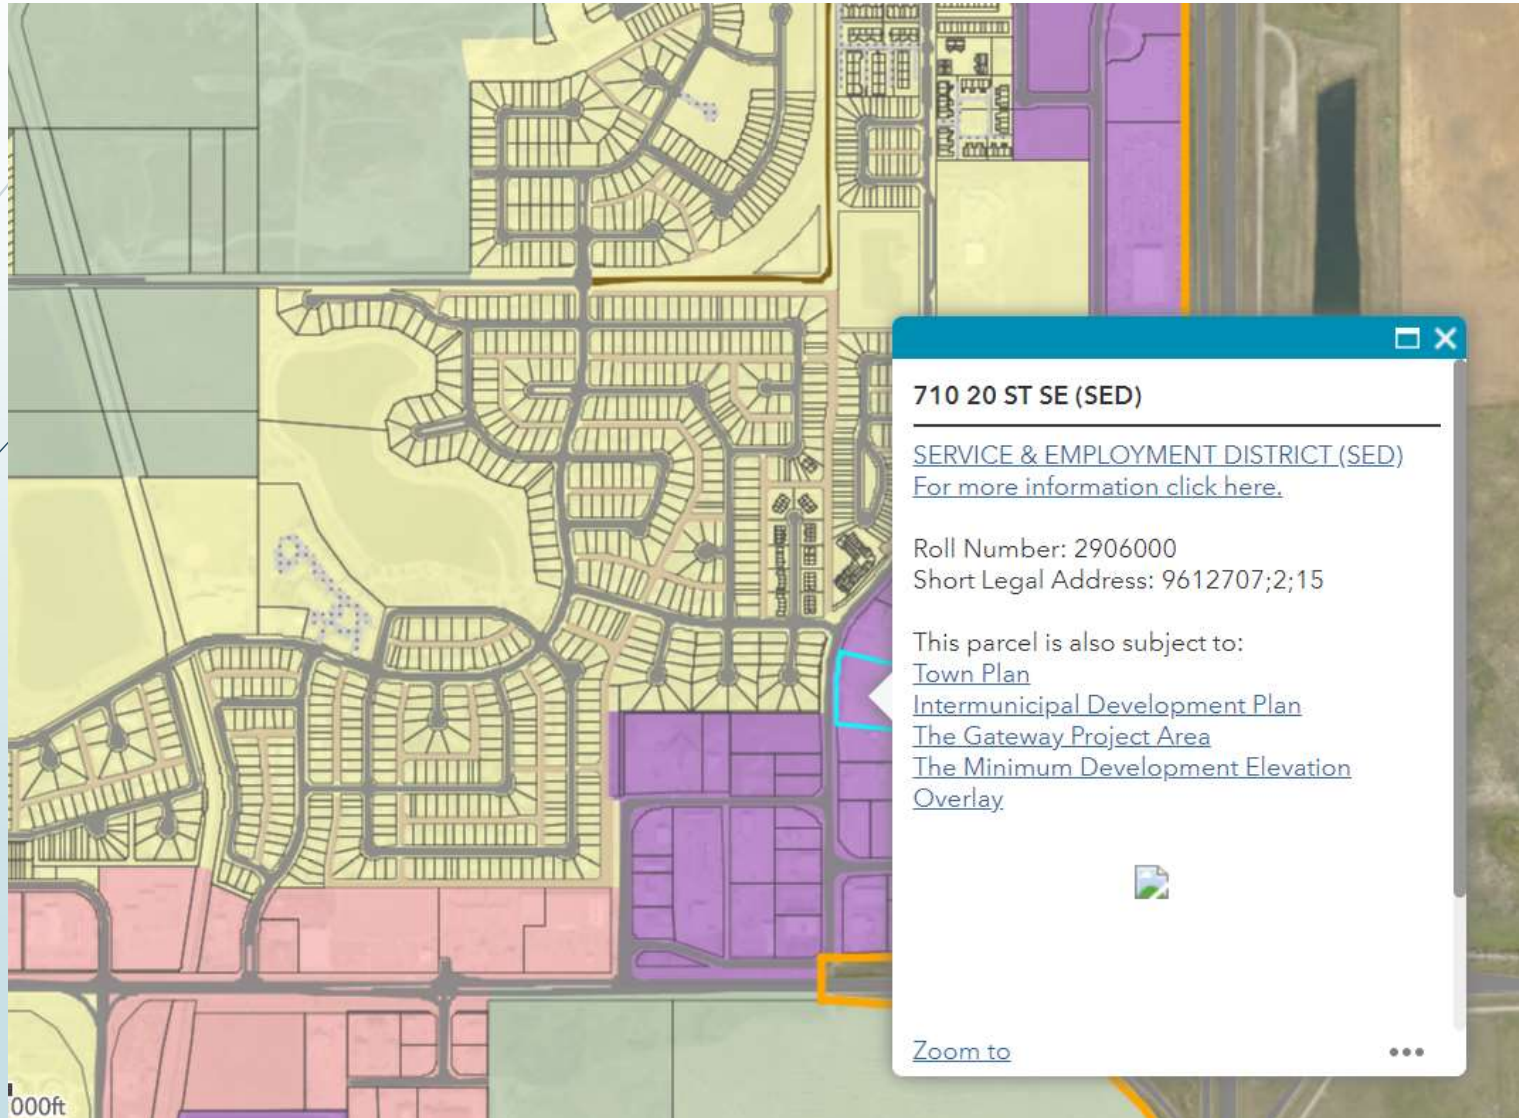 710 20 ST SE (SED)
SERVICE & EMPLOYMENT DISTRICT (SED)
For more information click here.
Roll Number: 2906000
Short Legal Address: 9612707;2;15
This parcel is also subject to:
Town Plan
Intermunicipal Development Plan
The Gateway Project Area
The Minimum Development Elevation
Overlay
Zoom to
000ft